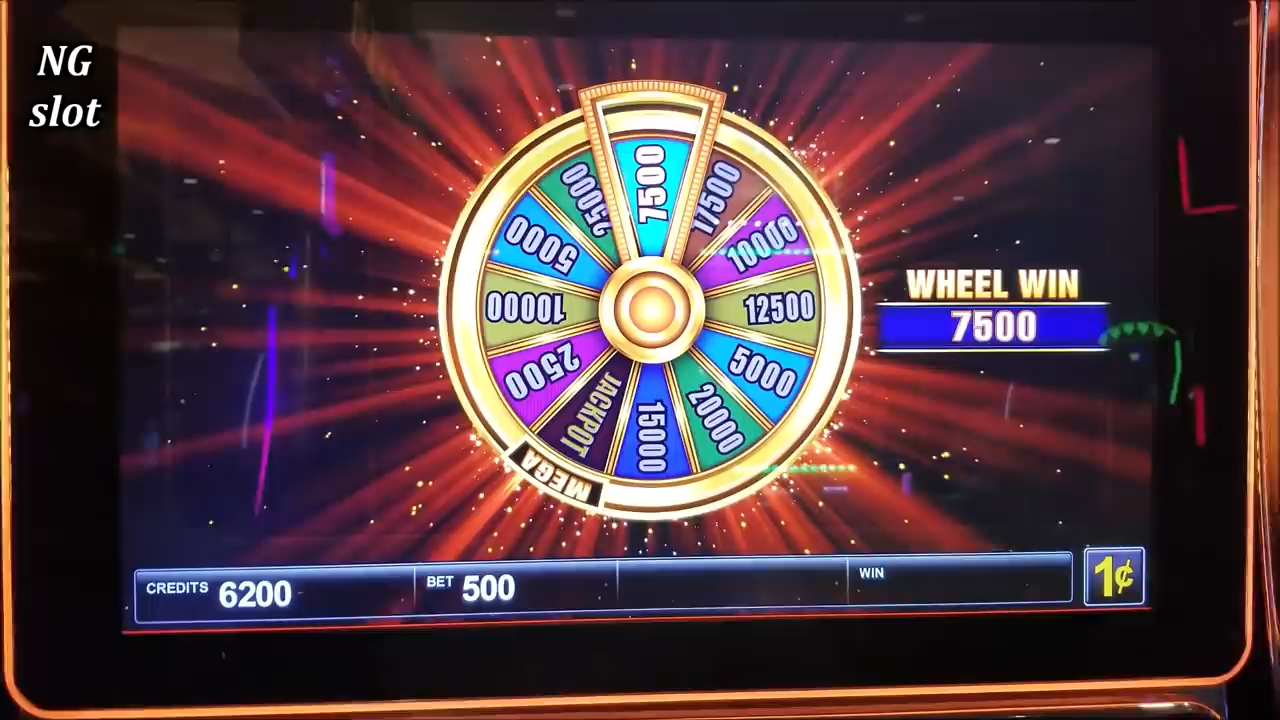 NG
slot
7500
17500
10000
12500
5000
20000
15000
MEGA
JACKPOT
2500
10000
5000
25000
WHEEL WIN
7500
CREDITS 6200
BET 500
WIN
1¢